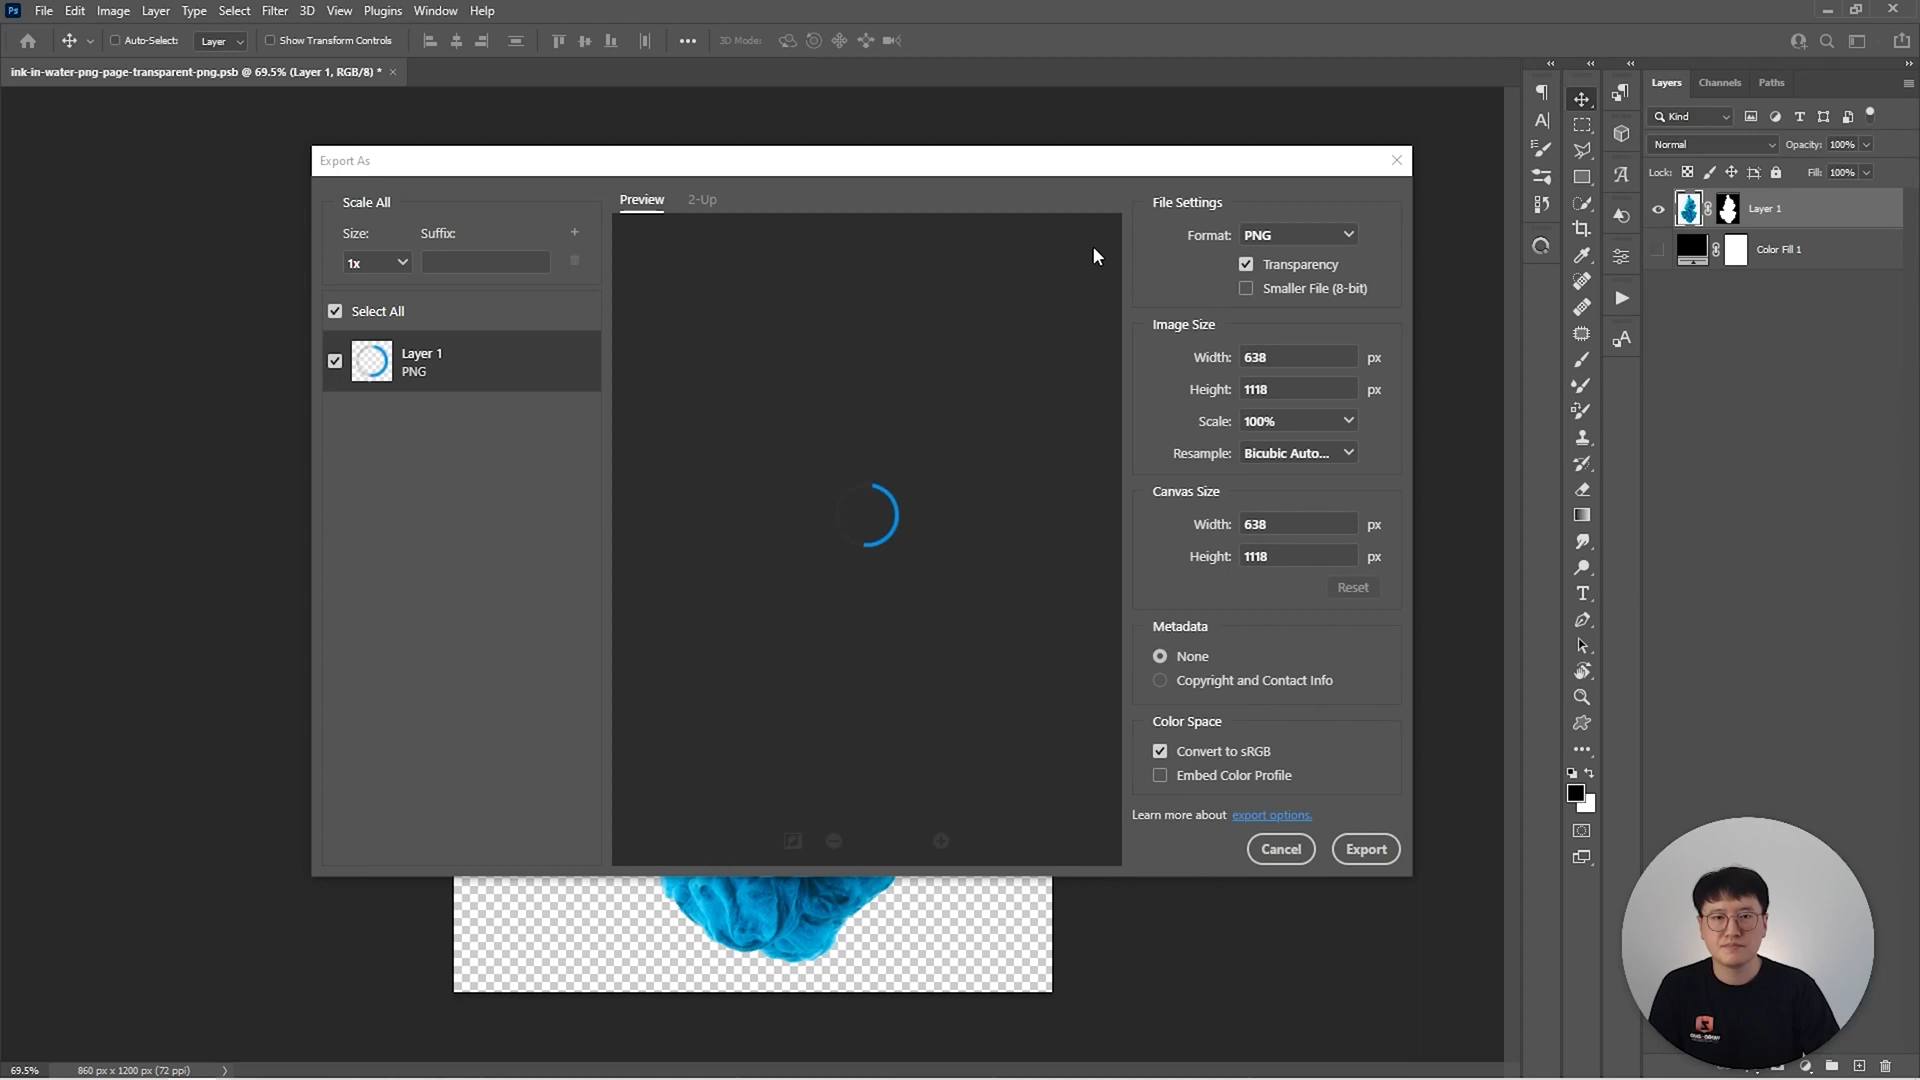 Ps File Edit Image Layer Type Select Filter 3D View Plugins Window Help
Auto-Select: Layer Show Transform Controls 3D Mode:
ink-in-water-png-page-transparent-png.psb @ 69.5% (Layer 1, RGB/8) *
Layers Channels Paths
Kind
Normal Opacity: 100%
Lock: Fill: 100%
Layer 1
Color Fill 1
Export As
Scale All
Size: Suffix:
1x
Select All
Layer 1
PNG
Preview 2-Up
File Settings
Format: PNG
Transparency
Smaller File (8-bit)
Image Size
Width: 638 px
Height: 1118 px
Scale: 100%
Resample: Bicubic Auto...
Canvas Size
Width: 638 px
Height: 1118 px
Reset
Metadata
None
Copyright and Contact Info
Color Space
Convert to sRGB
Embed Color Profile
Learn more about export options.
Cancel Export
69.5% 860 px x 1200 px (72 ppi)